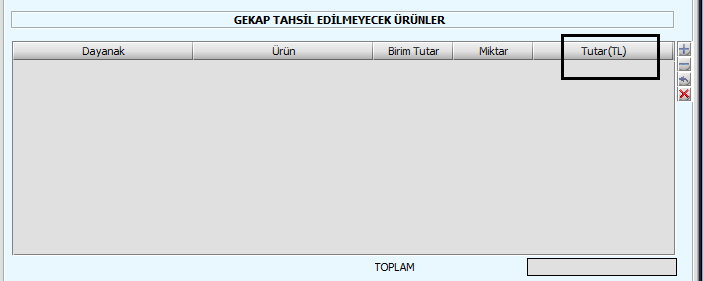 GEKAP TAHSİL EDİLMEYECEK ÜRÜNLER
Dayanak Ürün Birim Tutar Miktar Tutar(TL)
TOPLAM